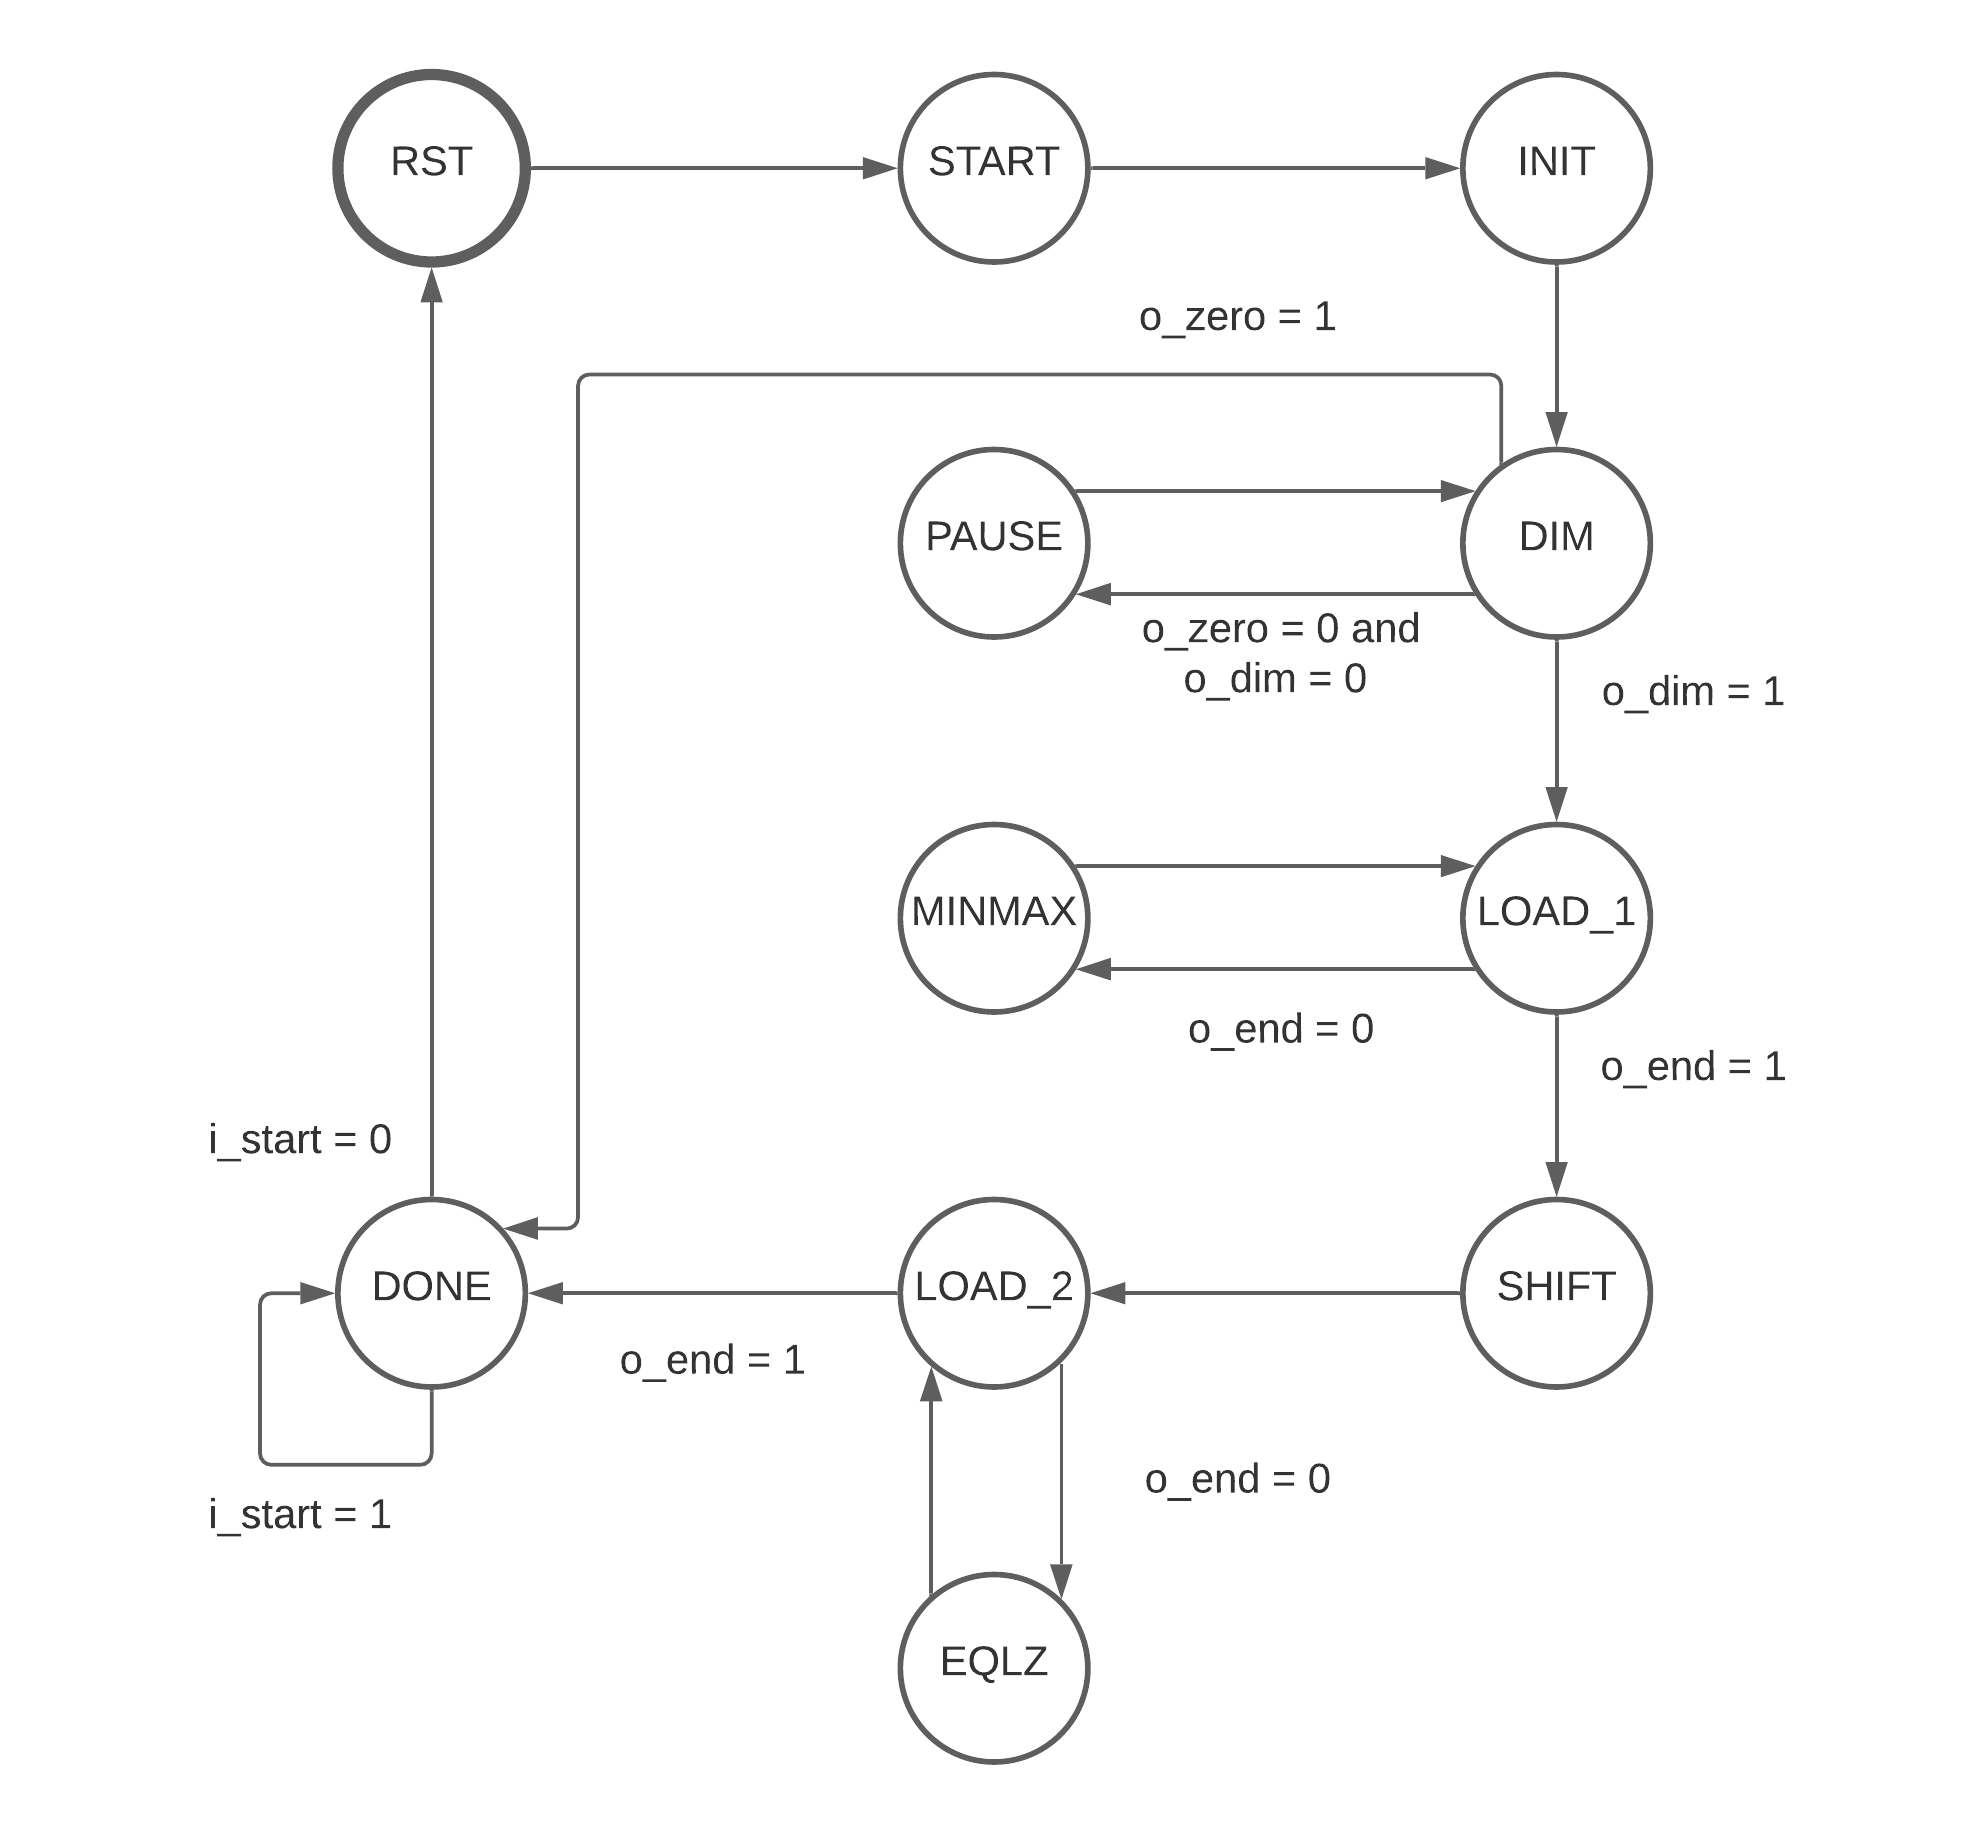 RST
START
INIT
o_zero = 1
PAUSE
DIM
o_zero = 0 and
o_dim = 0
o_dim = 1
MINMAX
LOAD_1
o_end = 0
o_end = 1
i_start = 0
DONE
LOAD_2
SHIFT
o_end = 1
o_end = 0
i_start = 1
EQLZ